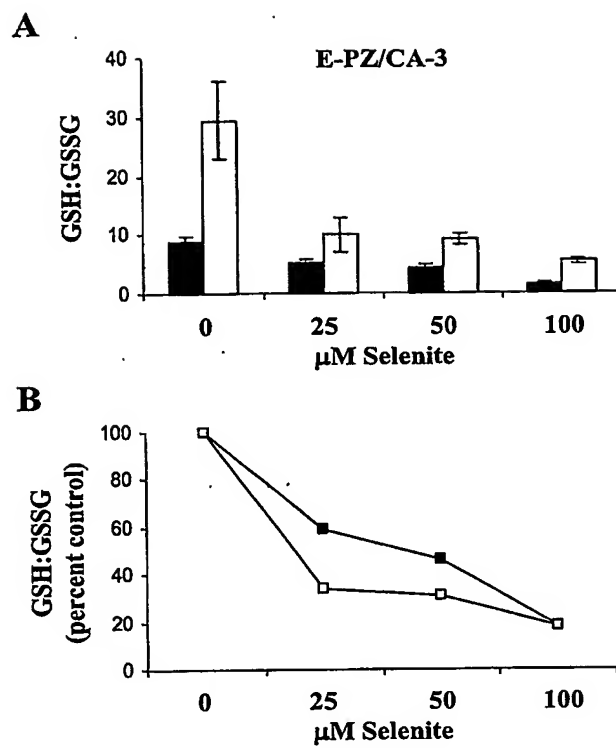 A
E-PZ/CA-3
GSH:GSSG
40
30
20
10
0
0 25 50 100
μM Selenite
B
GSH:GSSG
(percent control)
100
80
60
40
20
0
0 25 50 100
μM Selenite